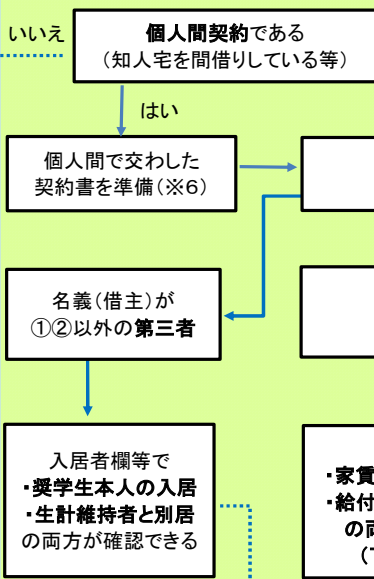 いいえ
個人間契約である
(知人宅を間借りしている等)
はい
個人間で交わした
契約書を準備(※6)
名義(借主)が
①②以外の第三者
入居者欄等で
・奨学生本人の入居
・生計維持者と別居
の両方が確認できる
・家賃
・給付
の両
(